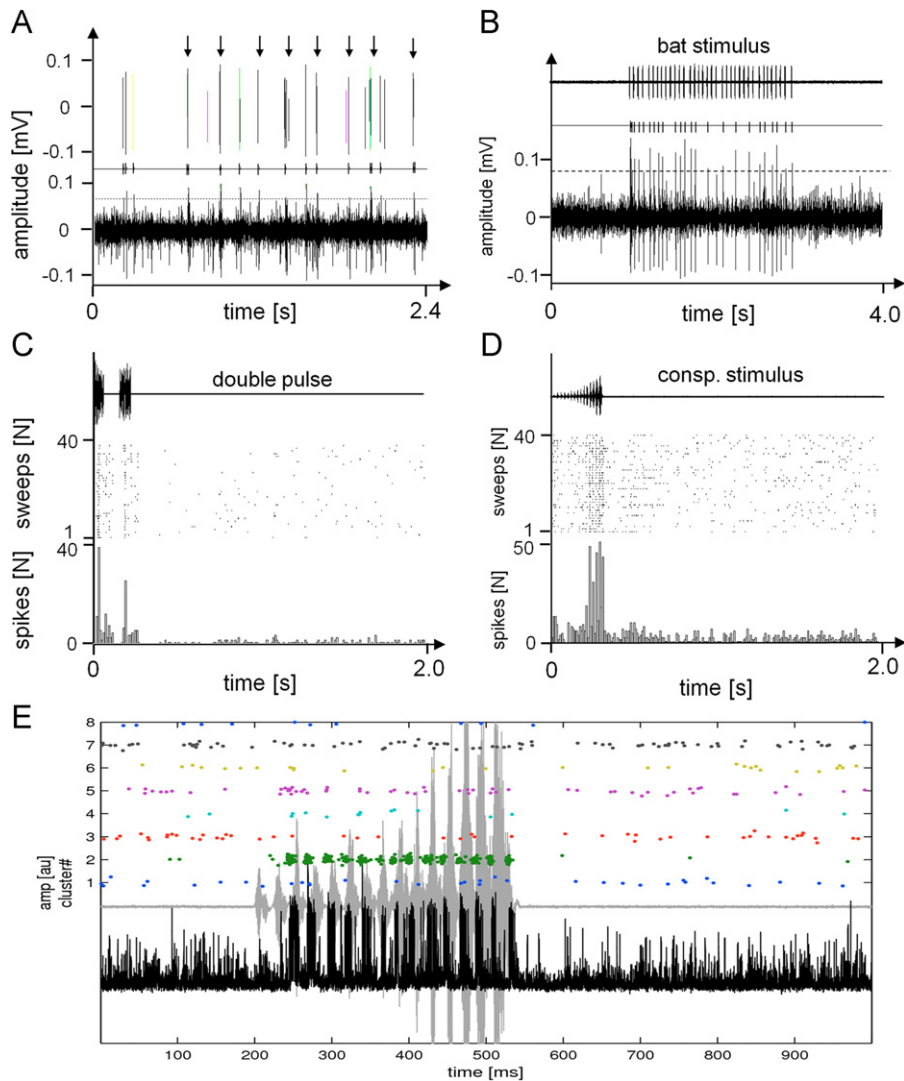 A
0.1
0
-0.1
0.1
0
-0.1
amplitude [mV]
0
2.4
time [s]
B
bat stimulus
0.1
0
-0.1
amplitude [mV]
0
4.0
time [s]
C
double pulse
40
1
sweeps [N]
40
0
spikes [N]
0
2.0
time [s]
D
consp. stimulus
40
1
sweeps [N]
50
0
spikes [N]
0
2.0
time [s]
E
8
7
6
5
4
3
2
1
amp [au]
cluster#
100 200 300 400 500 600 700 800 900
time [ms]